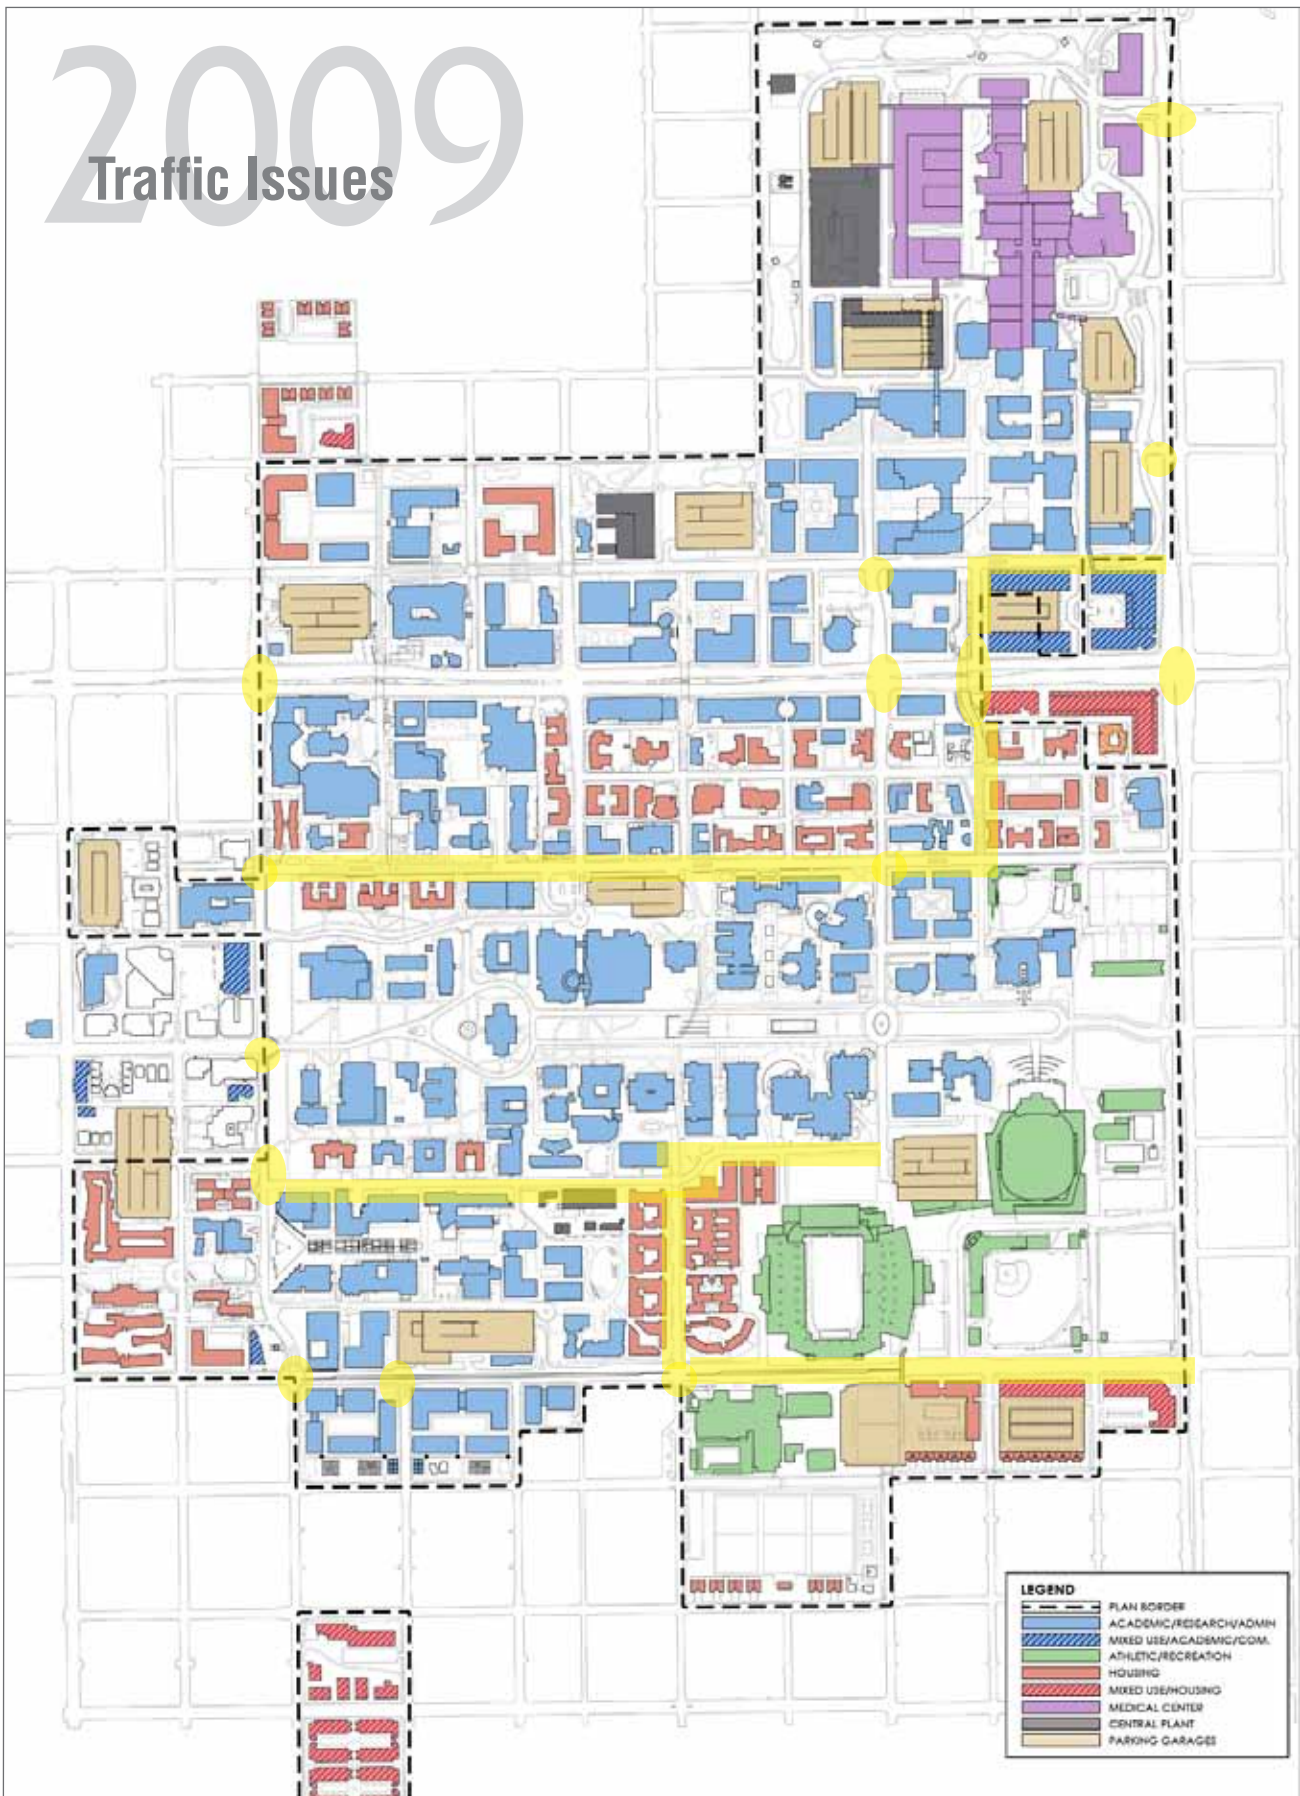 2009
Traffic Issues
LEGEND
PLAN BORDER
ACADEMIC/RESEARCH/ADMIN
MIXED USE/ACADEMIC/COM.
ATHLETIC/RECREATION
HOUSING
MIXED USE/HOUSING
MEDICAL CENTER
CENTRAL PLANT
PARKING GARAGES